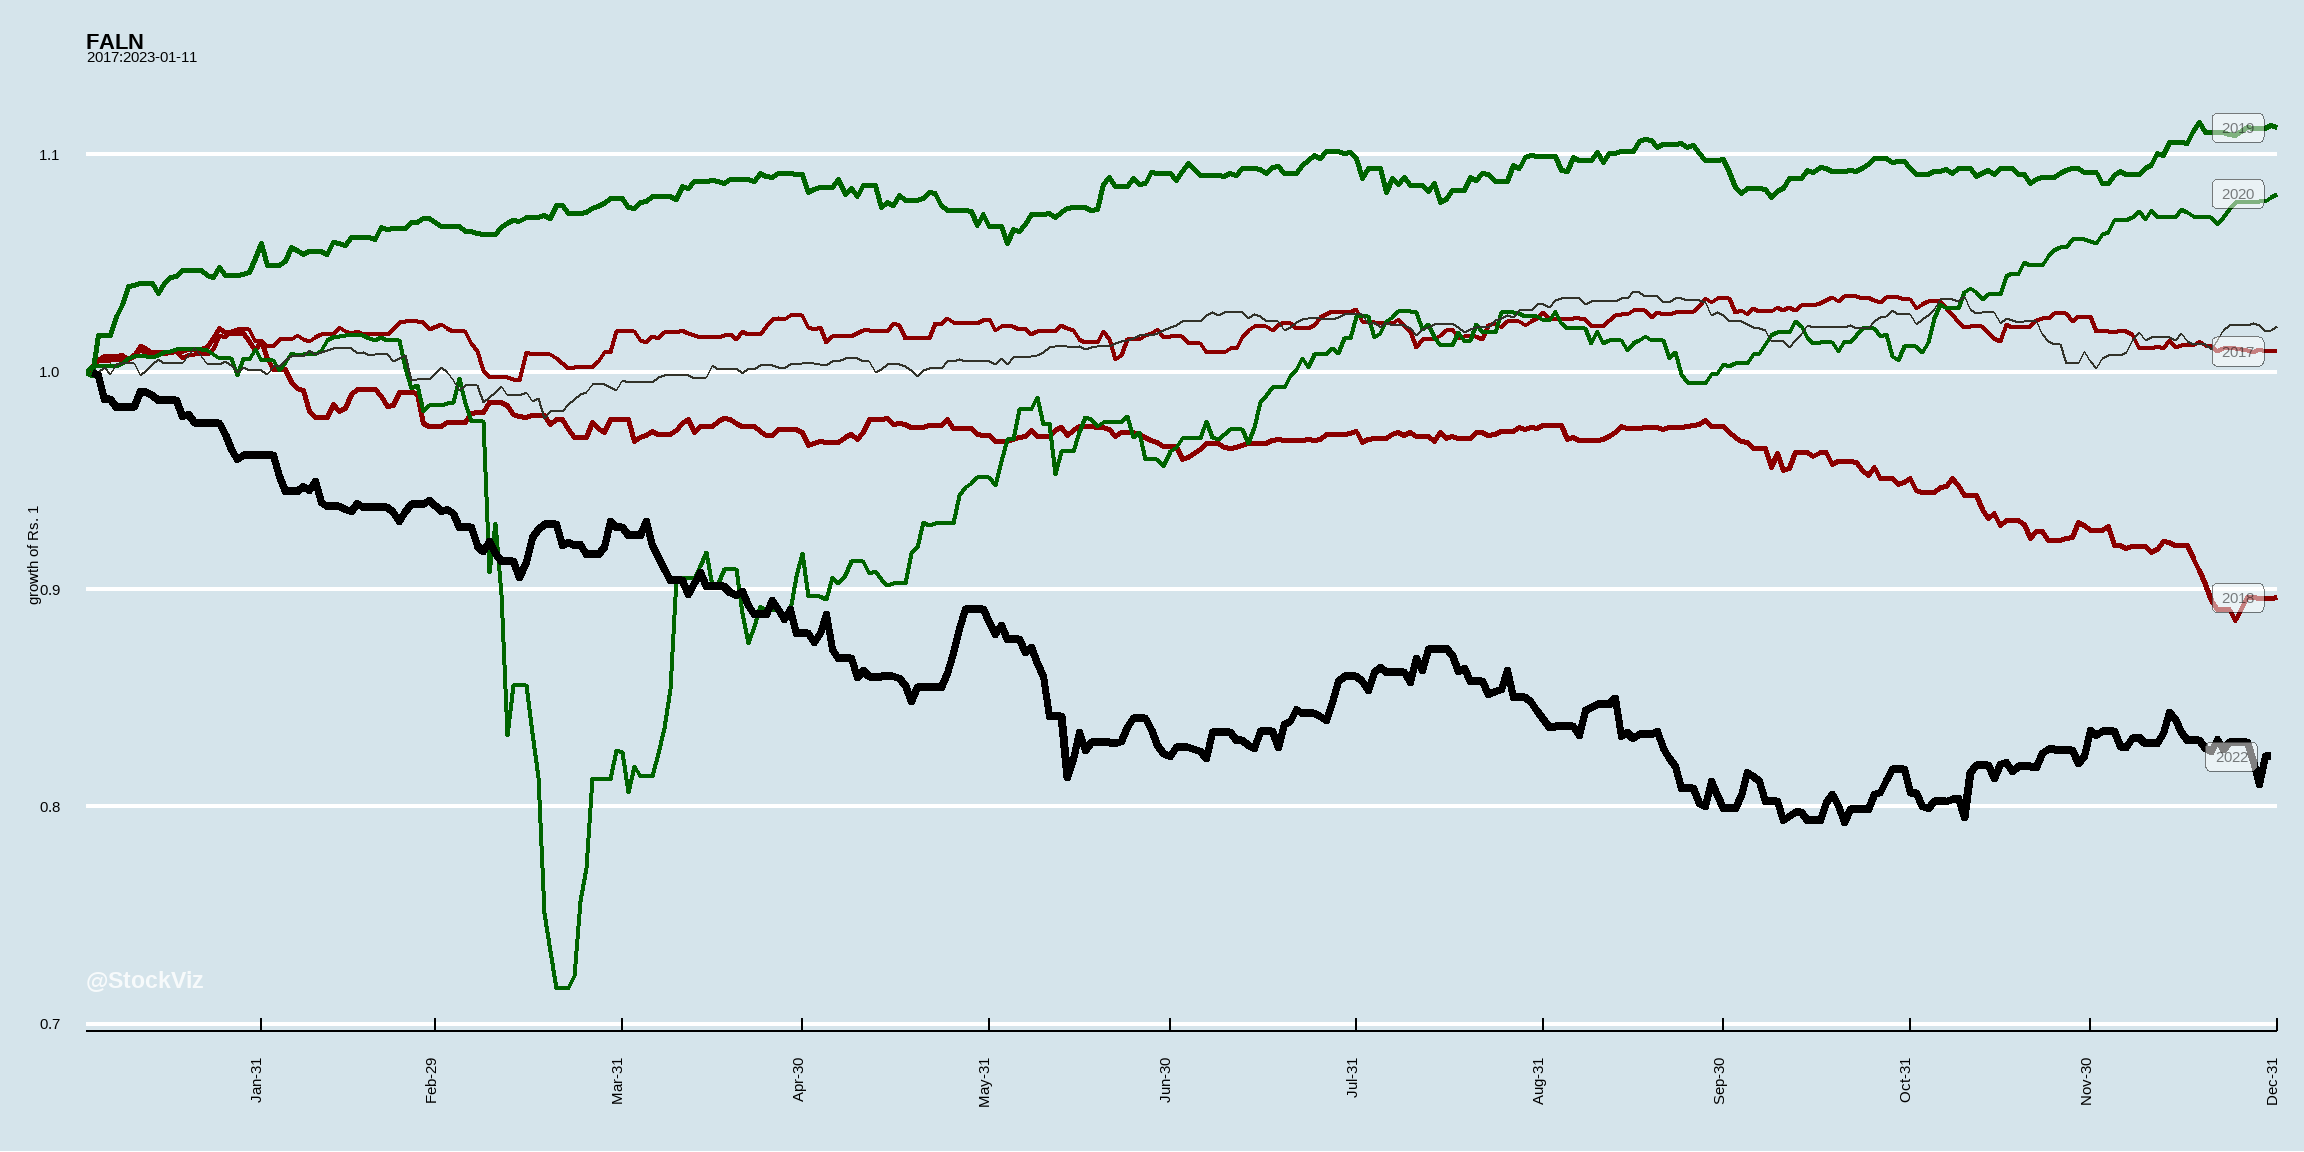 FALN
2017:2023-01-11
2019
1.1
2020
1.0
2017
growth of Rs. 1
0.9
2018
2022
0.8
@StockViz
0.7
Jan-31
Feb-29
Mar-31
Apr-30
May-31
Jun-30
Jul-31
Aug-31
Sep-30
Oct-31
Nov-30
Dec-31